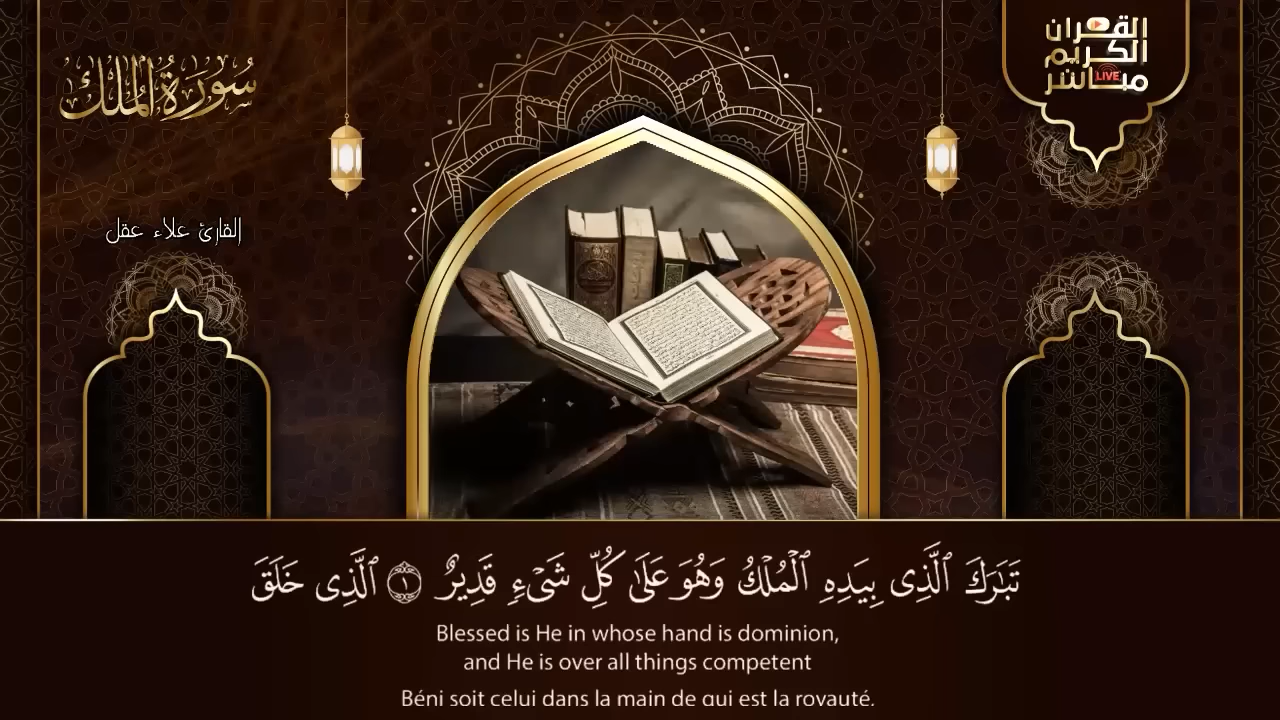 سُورَةُ المُلك
القرآن
الكريم
مباشر
LIVE
القارئ علاء عقل
تَبَٰرَكَ ٱلَّذِى بِيَدِهِ ٱلْمُلْكُ وَهُوَ عَلَىٰ كُلِّ شَىْءٍ قَدِيرٌ ١ ٱلَّذِى خَلَقَ
Blessed is He in whose hand is dominion,
and He is over all things competent
Béni soit celui dans la main de qui est la royauté.